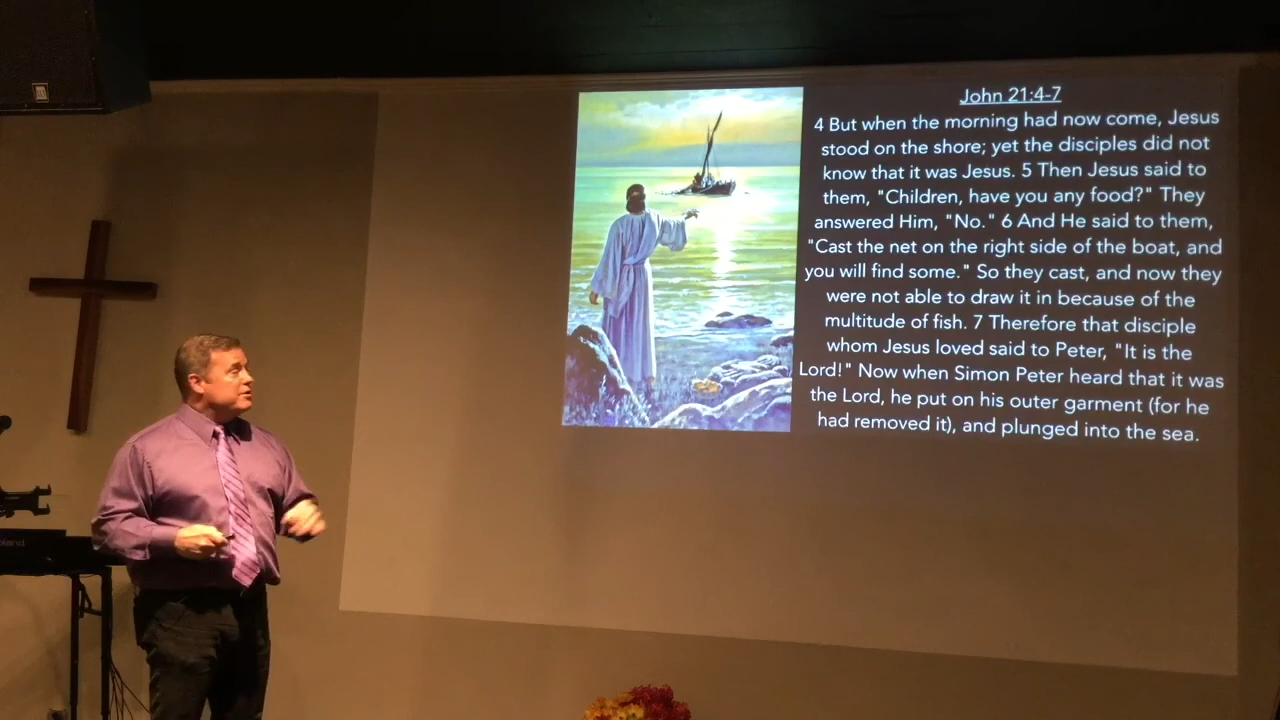 John 21:4-7
4 But when the morning had now come, Jesus
stood on the shore; yet the disciples did not
know that it was Jesus. 5 Then Jesus said to
them, "Children, have you any food?" They
answered Him, "No." 6 And He said to them,
"Cast the net on the right side of the boat, and
you will find some." So they cast, and now they
were not able to draw it in because of the
multitude of fish. 7 Therefore that disciple
whom Jesus loved said to Peter, "It is the
Lord!" Now when Simon Peter heard that it was
the Lord, he put on his outer garment (for he
had removed it), and plunged into the sea.